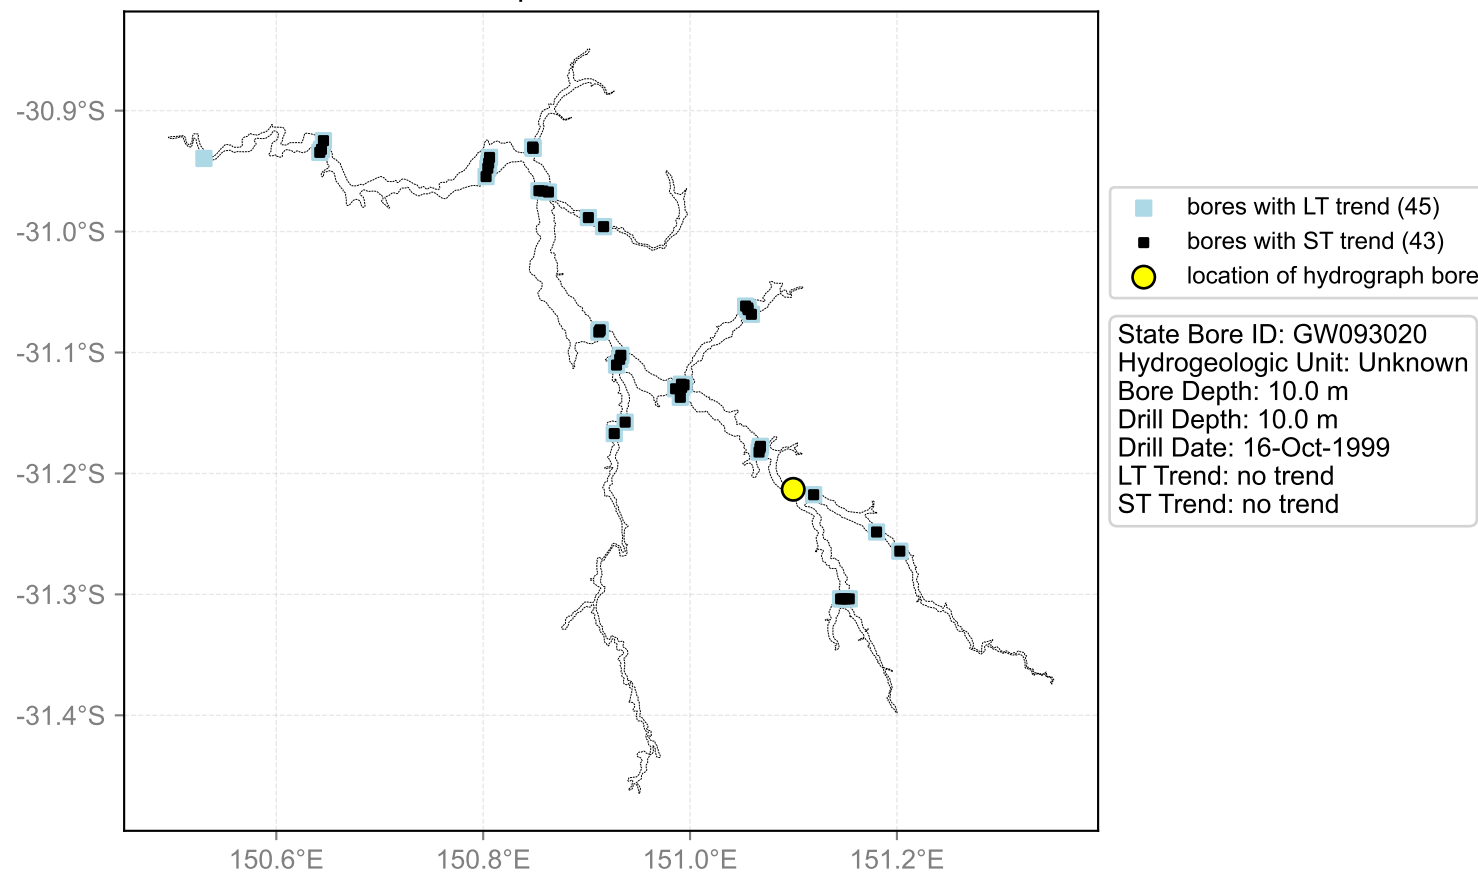 -30.9°S
-31.0°S
-31.1°S
-31.2°S
-31.3°S
-31.4°S
150.6°E
150.8°E
151.0°E
151.2°E
bores with LT trend (45)
bores with ST trend (43)
location of hydrograph bore
State Bore ID: GW093020
Hydrogeologic Unit: Unknown
Bore Depth: 10.0 m
Drill Depth: 10.0 m
Drill Date: 16-Oct-1999
LT Trend: no trend
ST Trend: no trend